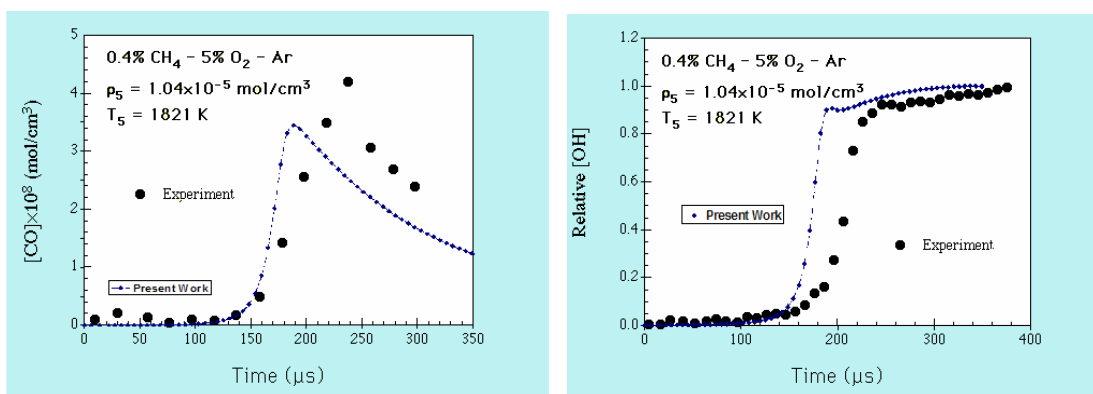 5
4
3
2
1
0
0.4% CH₄ – 5% O₂ – Ar
ρ₅ = 1.04×10⁻⁵ mol/cm³
T₅ = 1821 K
Experiment
Present Work
[CO]×10⁸ (mol/cm³)
0 50 100 150 200 250 300 350
Time (μs)
1.2
1.0
0.8
0.6
0.4
0.2
0.0
0.4% CH₄ – 5% O₂ – Ar
ρ₅ = 1.04×10⁻⁵ mol/cm³
T₅ = 1821 K
Present Work
Experiment
Relative [OH]
0 100 200 300 400
Time (μs)